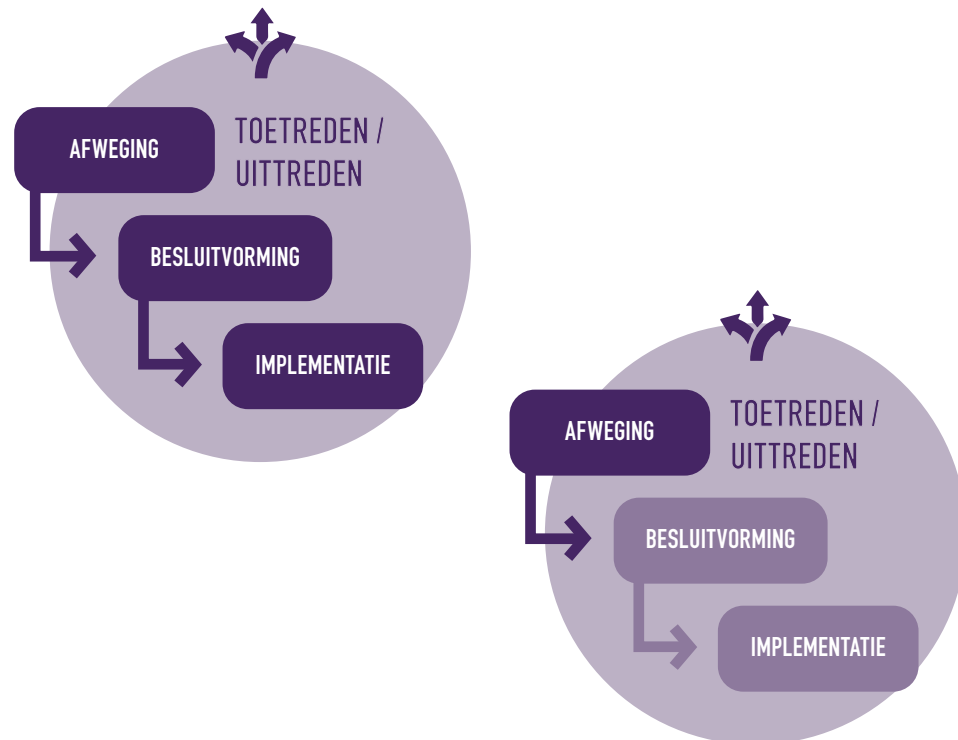 TOETREDEN /
UITTREDEN
AFWEGING
BESLUITVORMING
IMPLEMENTATIE
TOETREDEN /
UITTREDEN
AFWEGING
BESLUITVORMING
IMPLEMENTATIE